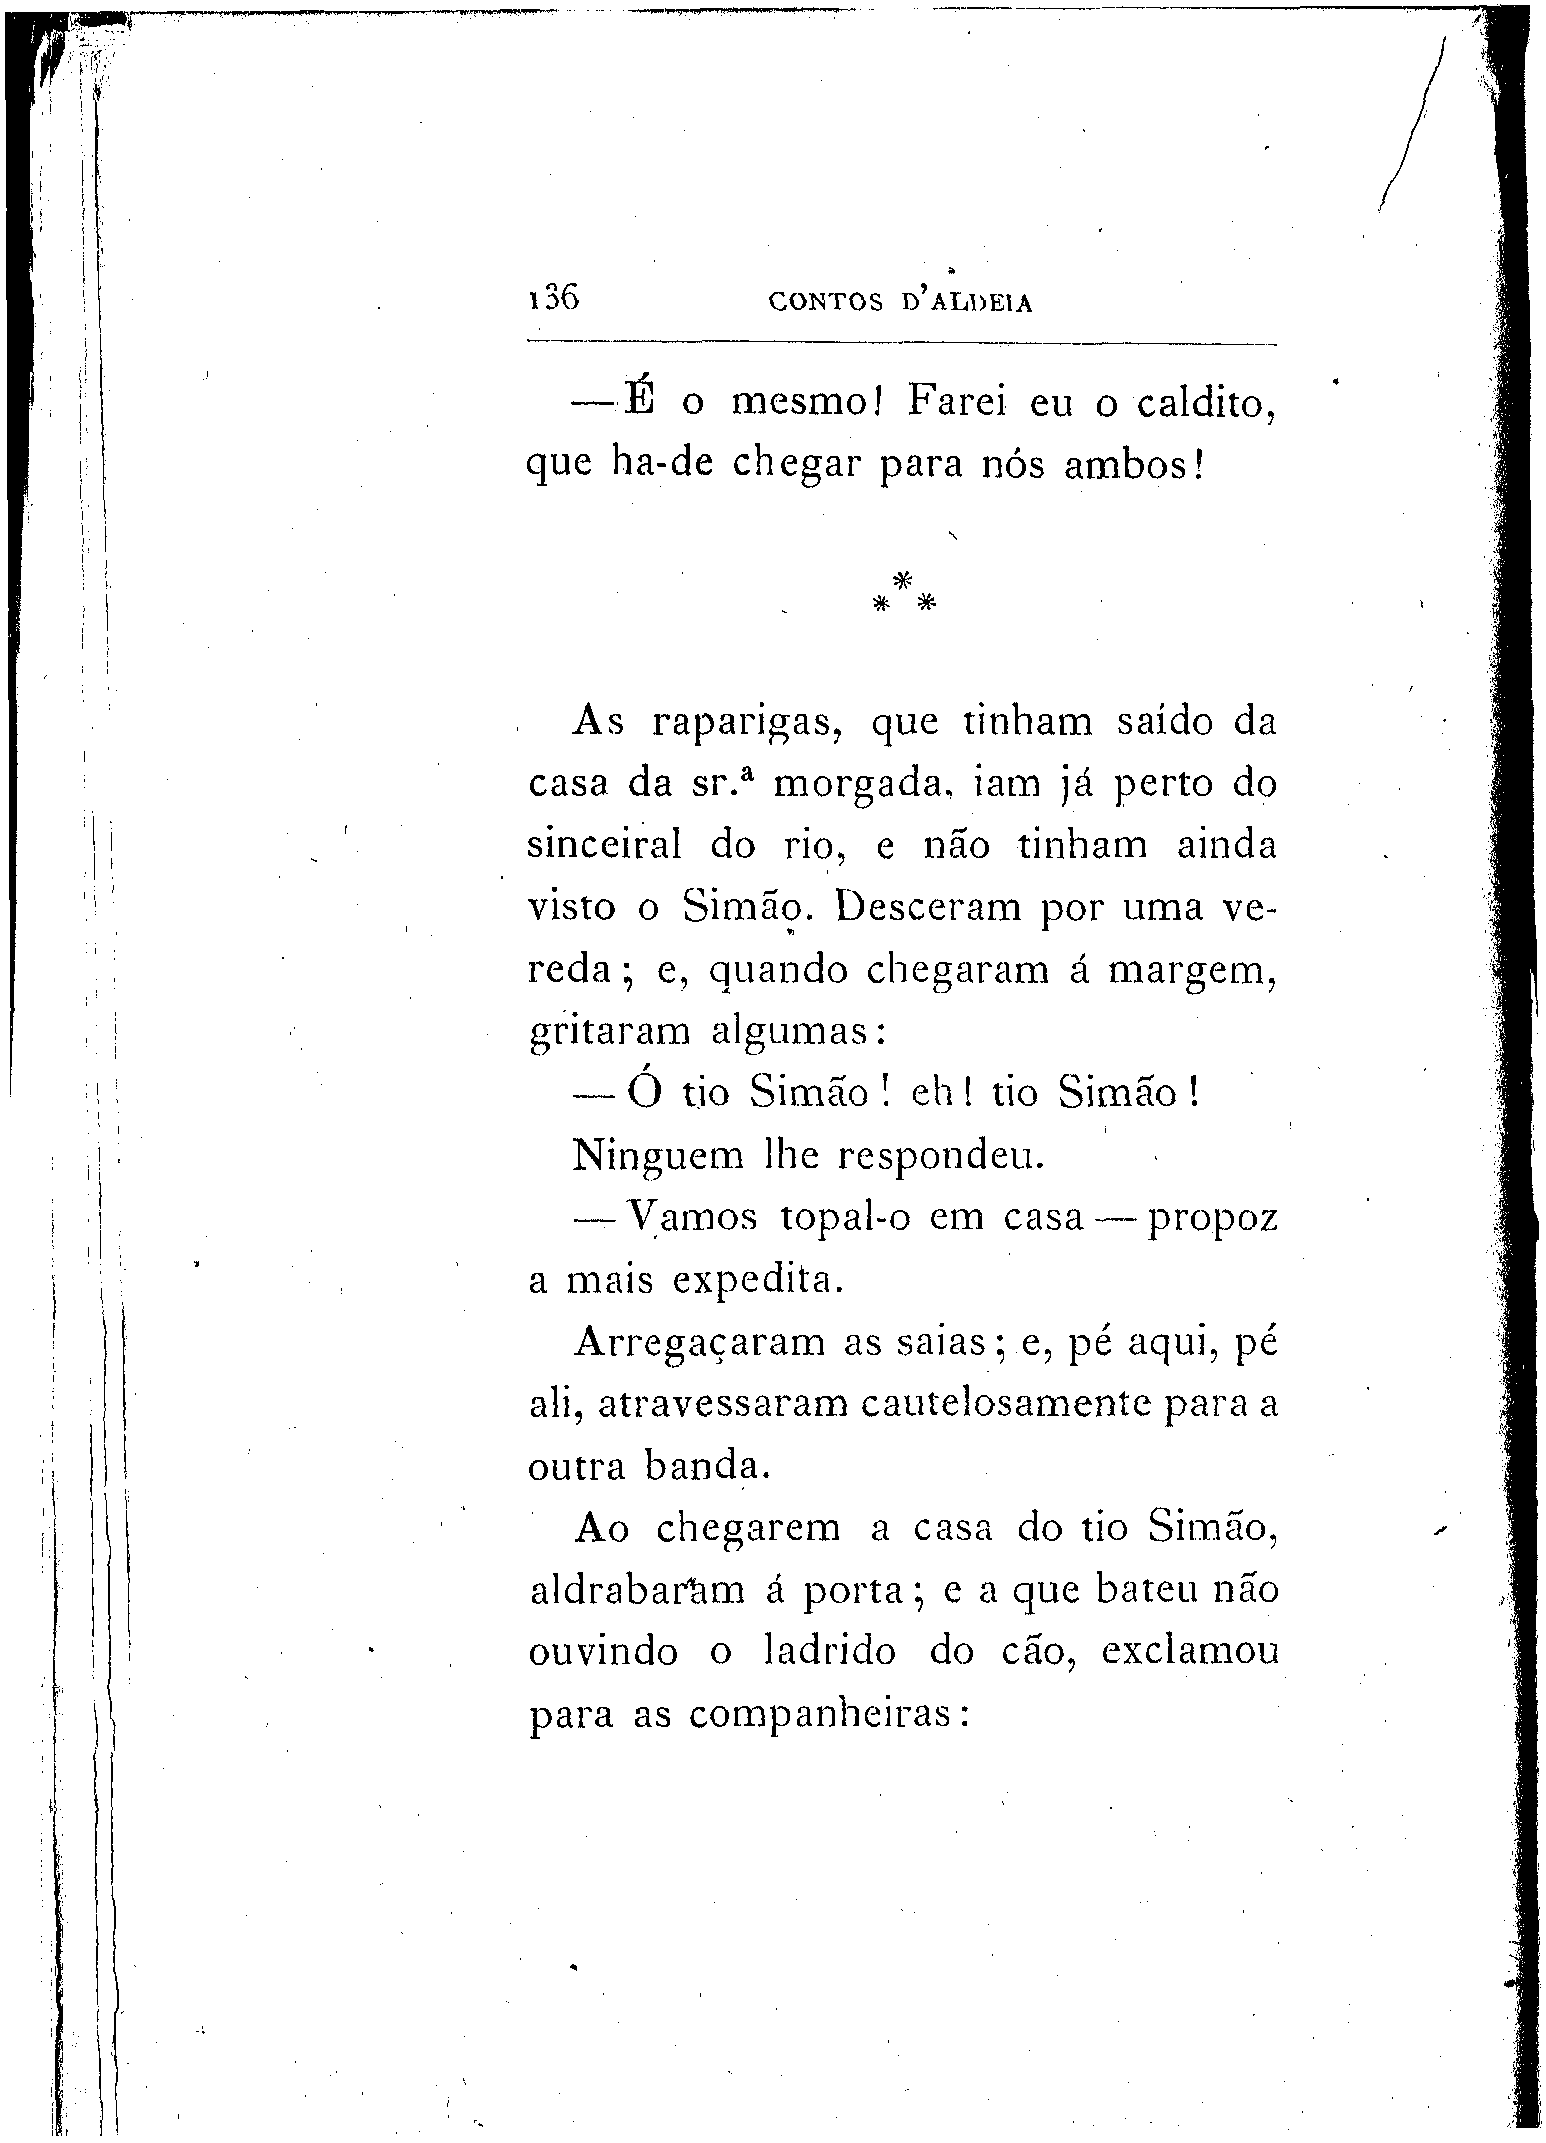 136 CONTOS D'ALDEIA
—É o mesmo! Farei eu o caldito,
que ha-de chegar para nós ambos!
*
* *
As raparigas, que tinham saído da
casa da sr.ª morgada, iam já perto do
sinceiral do rio, e não tinham ainda
visto o Simão. Desceram por uma ve-
reda; e, quando chegaram á margem,
gritaram algumas:
—Ó tio Simão! eh! tio Simão!
Ninguem lhe respondeu.
—Vamos topal-o em casa—propoz
a mais expedita.
Arregaçaram as saias; e, pé aqui, pé
ali, atravessaram cautelosamente para a
outra banda.
Ao chegarem a casa do tio Simão,
aldrabaram á porta; e a que bateu não
ouvindo o ladrido do cão, exclamou
para as companheiras: